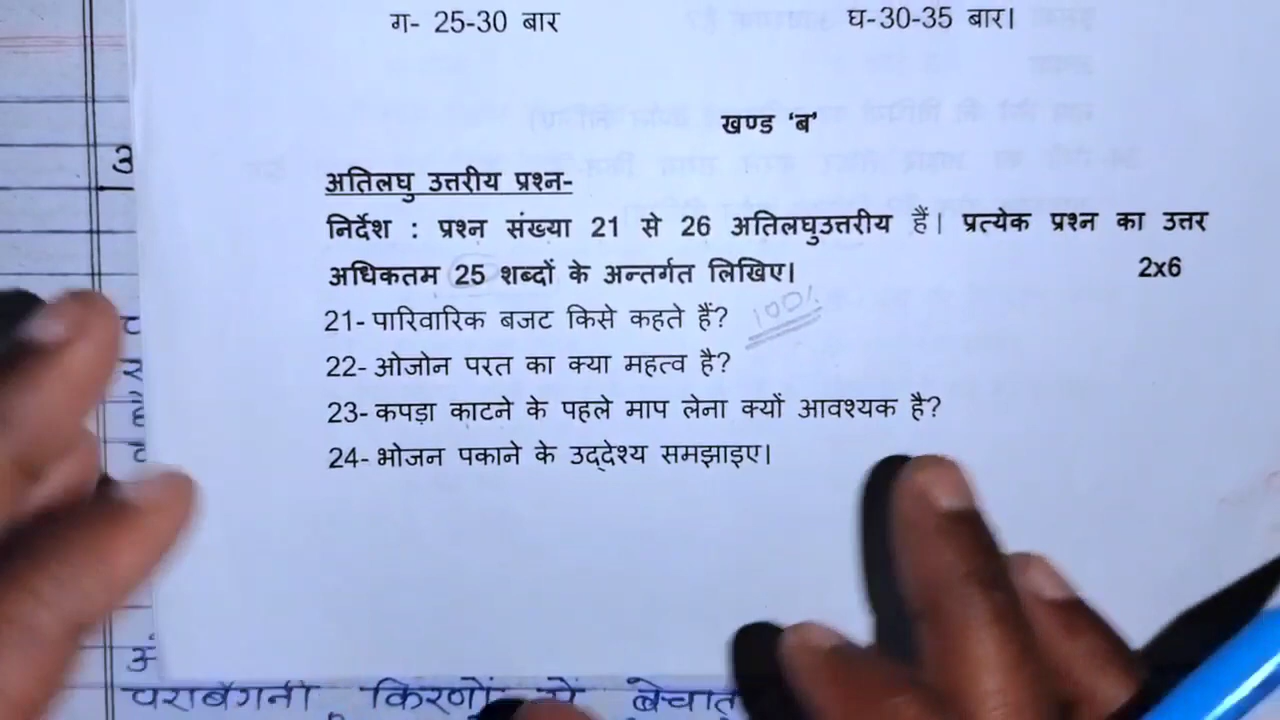 ग- 25-30 बार घ-30-35 बार।
खण्ड ‘ब’
अतिलघु उत्तरीय प्रश्न-
निर्देश : प्रश्न संख्या 21 से 26 अतिलघुउत्तरीय हैं। प्रत्येक प्रश्न का उत्तर
अधिकतम 25 शब्दों के अन्तर्गत लिखिए। 2x6
21- पारिवारिक बजट किसे कहते हैं? 100%
22- ओजोन परत का क्या महत्व है?
23- कपड़ा काटने के पहले माप लेना क्यों आवश्यक है?
24- भोजन पकाने के उद्देश्य समझाइए।
पराबैगनी किरणों से